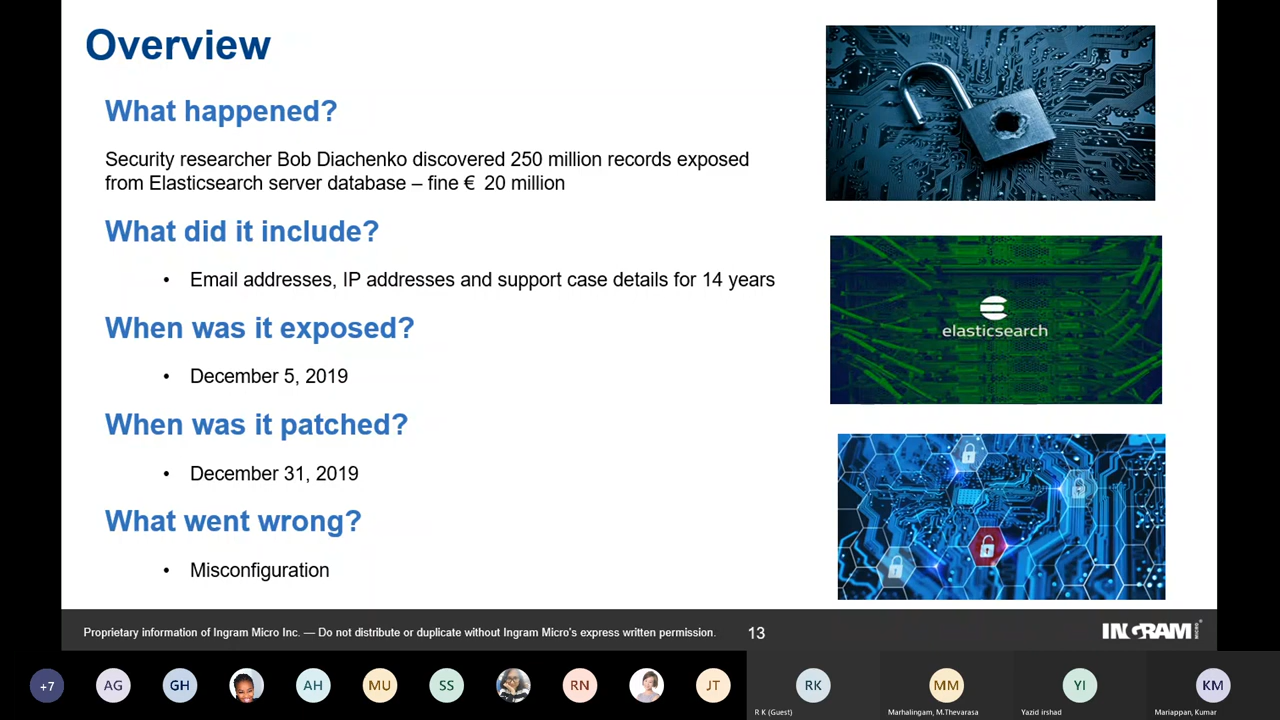 Overview
What happened?
Security researcher Bob Diachenko discovered 250 million records exposed
from Elasticsearch server database – fine € 20 million
What did it include?
• Email addresses, IP addresses and support case details for 14 years
When was it exposed?
• December 5, 2019
When was it patched?
• December 31, 2019
What went wrong?
• Misconfiguration
elasticsearch
Proprietary information of Ingram Micro Inc. — Do not distribute or duplicate without Ingram Micro's express written permission.
13
INGRAM MICRO
+7
AG
GH
AH
MU
SS
RN
JT
RK
R K (Guest)
MM
Marhalingam, M.Thevarasa
YI
Yazid irshad
KM
Mariappan, Kumar